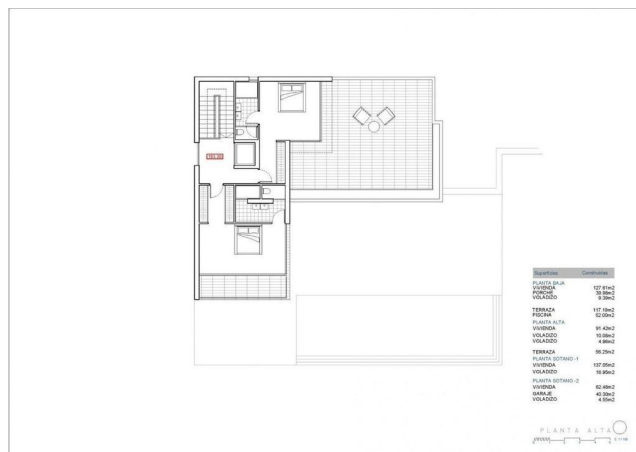 Superficies Construidas
PLANTA BAJA
VIVIENDA 127.61m2
PORCHE 39.98m2
VOLADIZO 9.39m2
TERRAZA 117.19m2
PISCINA 52.00m2
PLANTA ALTA
VIVIENDA 91.42m2
VOLADIZO 10.08m2
VOLADIZO 4.96m2
TERRAZA 56.25m2
PLANTA SOTANO -1
VIVIENDA 137.05m2
VOLADIZO 16.95m2
PLANTA SOTANO -2
VIVIENDA 62.48m2
GARAJE 40.39m2
VOLADIZO 4.55m2
PLANTA ALTA